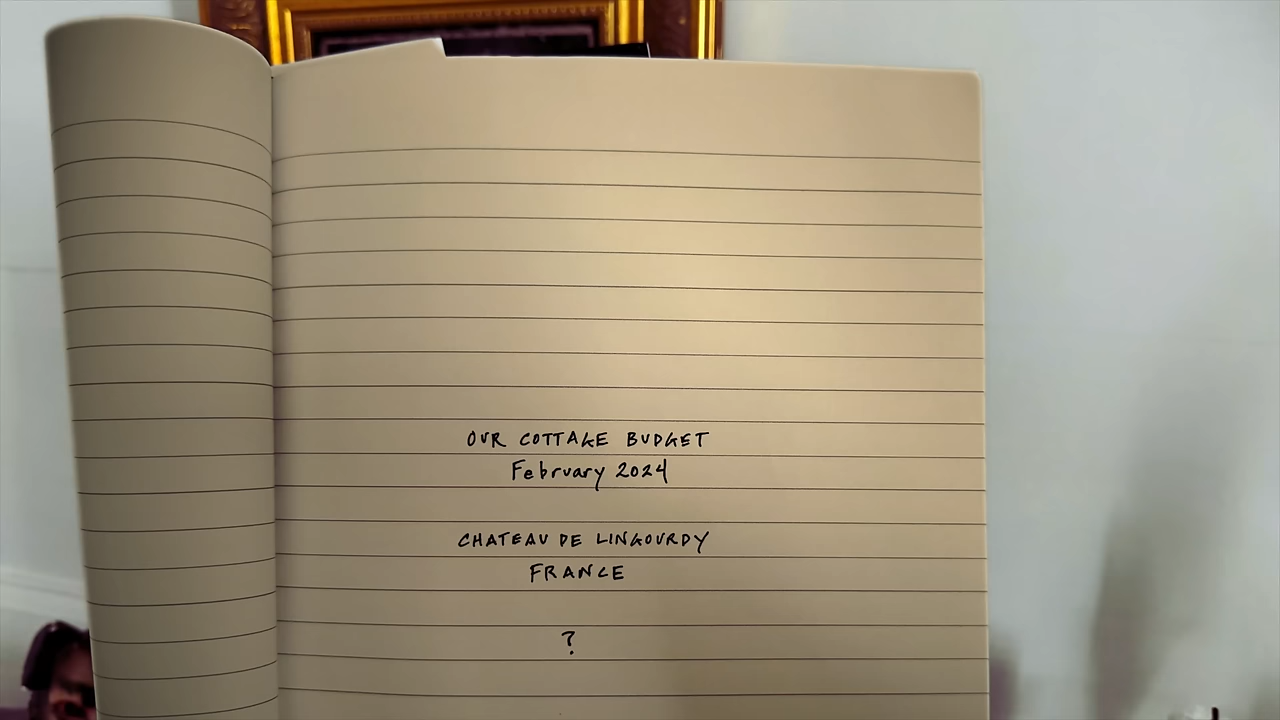 OUR COTTAGE BUDGET
February 2024
CHATEAU DE LINGOURDY
FRANCE
?